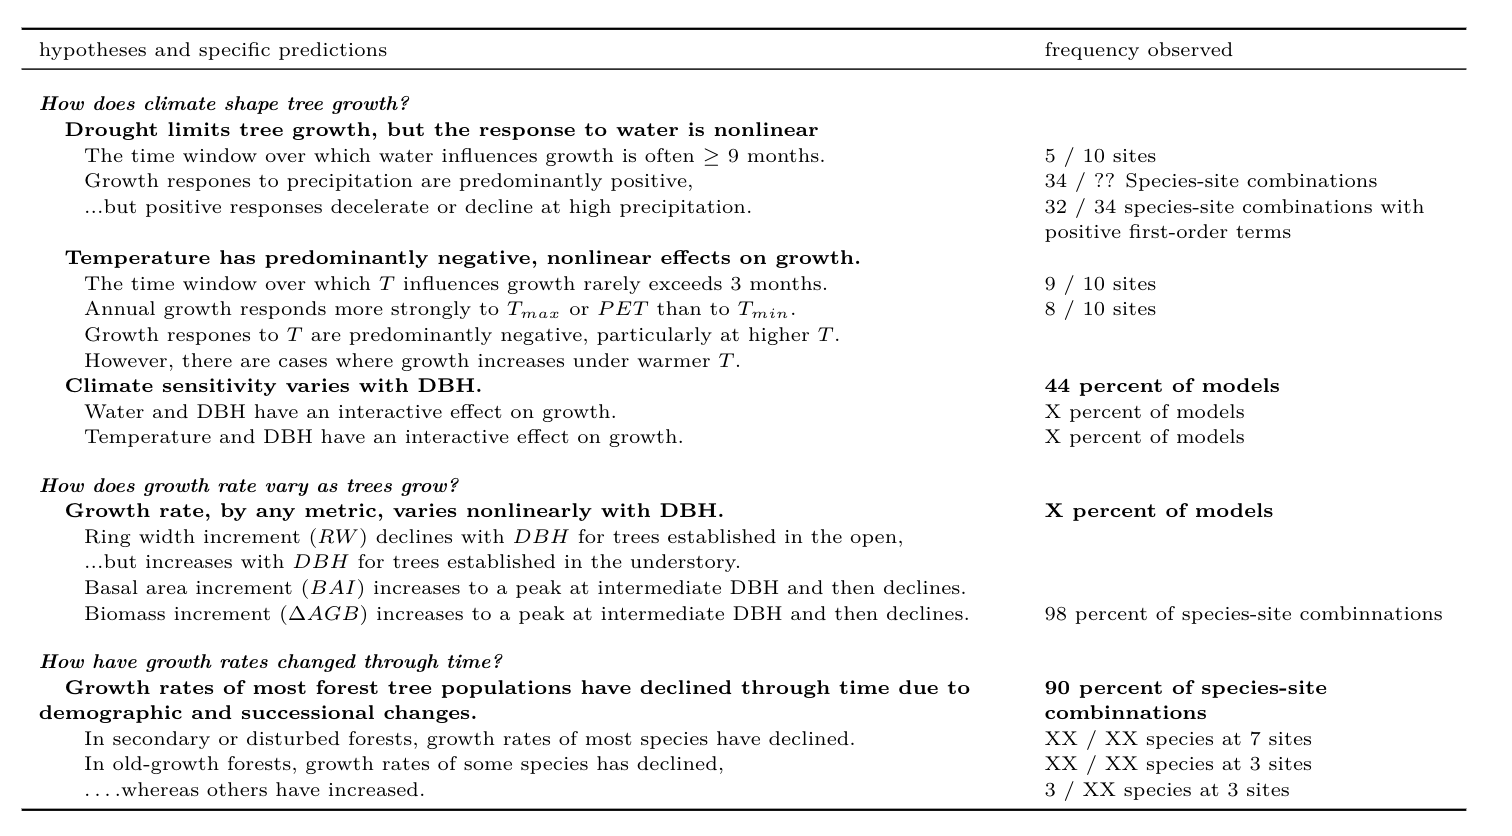 hypotheses and specific predictions frequency observed
How does climate shape tree growth?
Drought limits tree growth, but the response to water is nonlinear
The time window over which water influences growth is often ≥ 9 months. 5 / 10 sites
Growth respones to precipitation are predominantly positive, 34 / ?? Species-site combinations
...but positive responses decelerate or decline at high precipitation. 32 / 34 species-site combinations with
positive first-order terms
Temperature has predominantly negative, nonlinear effects on growth.
The time window over which T influences growth rarely exceeds 3 months. 9 / 10 sites
Annual growth responds more strongly to Tmax or PET than to Tmin. 8 / 10 sites
Growth respones to T are predominantly negative, particularly at higher T.
However, there are cases where growth increases under warmer T.
Climate sensitivity varies with DBH. 44 percent of models
Water and DBH have an interactive effect on growth. X percent of models
Temperature and DBH have an interactive effect on growth. X percent of models
How does growth rate vary as trees grow?
Growth rate, by any metric, varies nonlinearly with DBH. X percent of models
Ring width increment (RW) declines with DBH for trees established in the open,
...but increases with DBH for trees established in the understory.
Basal area increment (BAI) increases to a peak at intermediate DBH and then declines.
Biomass increment (ΔAGB) increases to a peak at intermediate DBH and then declines. 98 percent of species-site combinnations
How have growth rates changed through time?
Growth rates of most forest tree populations have declined through time due to 90 percent of species-site
demographic and successional changes. combinnations
In secondary or disturbed forests, growth rates of most species have declined. XX / XX species at 7 sites
In old-growth forests, growth rates of some species has declined, XX / XX species at 3 sites
. . . .whereas others have increased. 3 / XX species at 3 sites